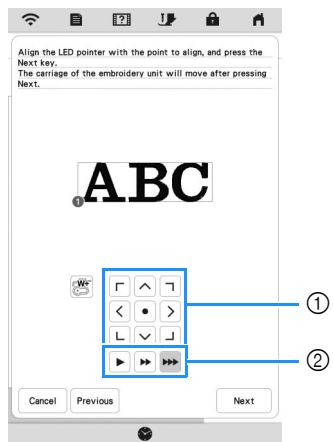 Align the LED pointer with the point to align, and press the
Next key.
The carriage of the embroidery unit will move after pressing
Next.
ABC
1
W+
1
2
Cancel Previous Next